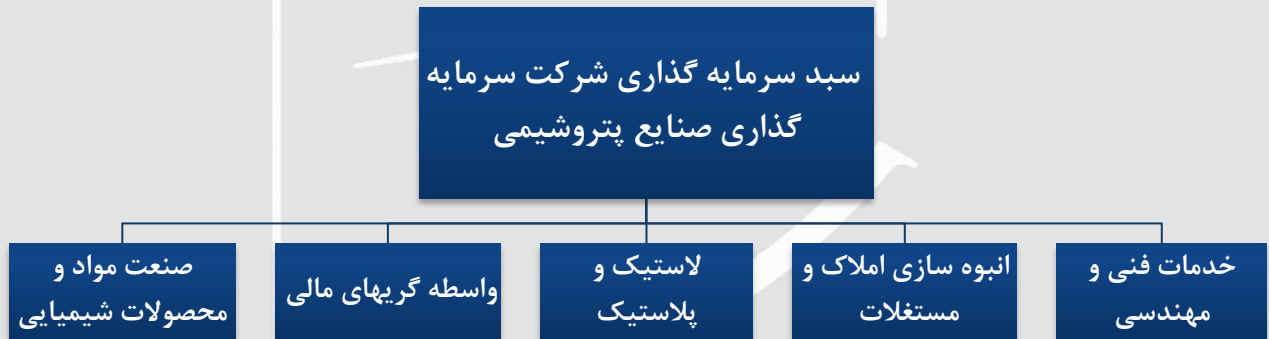 سبد سرمایه گذاری شرکت سرمایه
گذاری صنایع پتروشیمی
خدمات فنی و
مهندسی
انبوه سازی املاک و
مستغلات
لاستیک و
پلاستیک
واسطه گریهای مالی
صنعت مواد و
محصولات شیمیایی